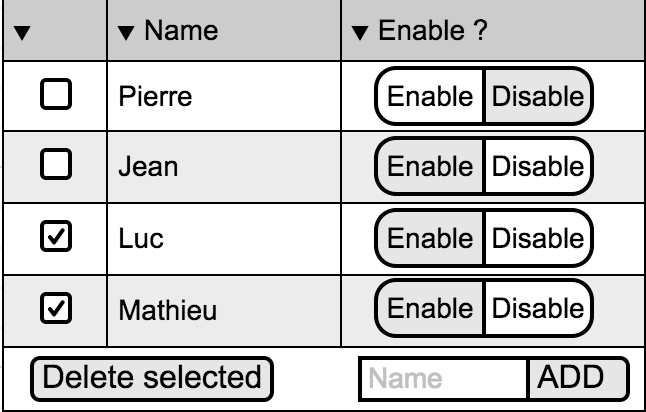 ▼ ▼ Name ▼ Enable ?
Pierre Enable Disable
Jean Enable Disable
Luc Enable Disable
Mathieu Enable Disable
Delete selected Name ADD